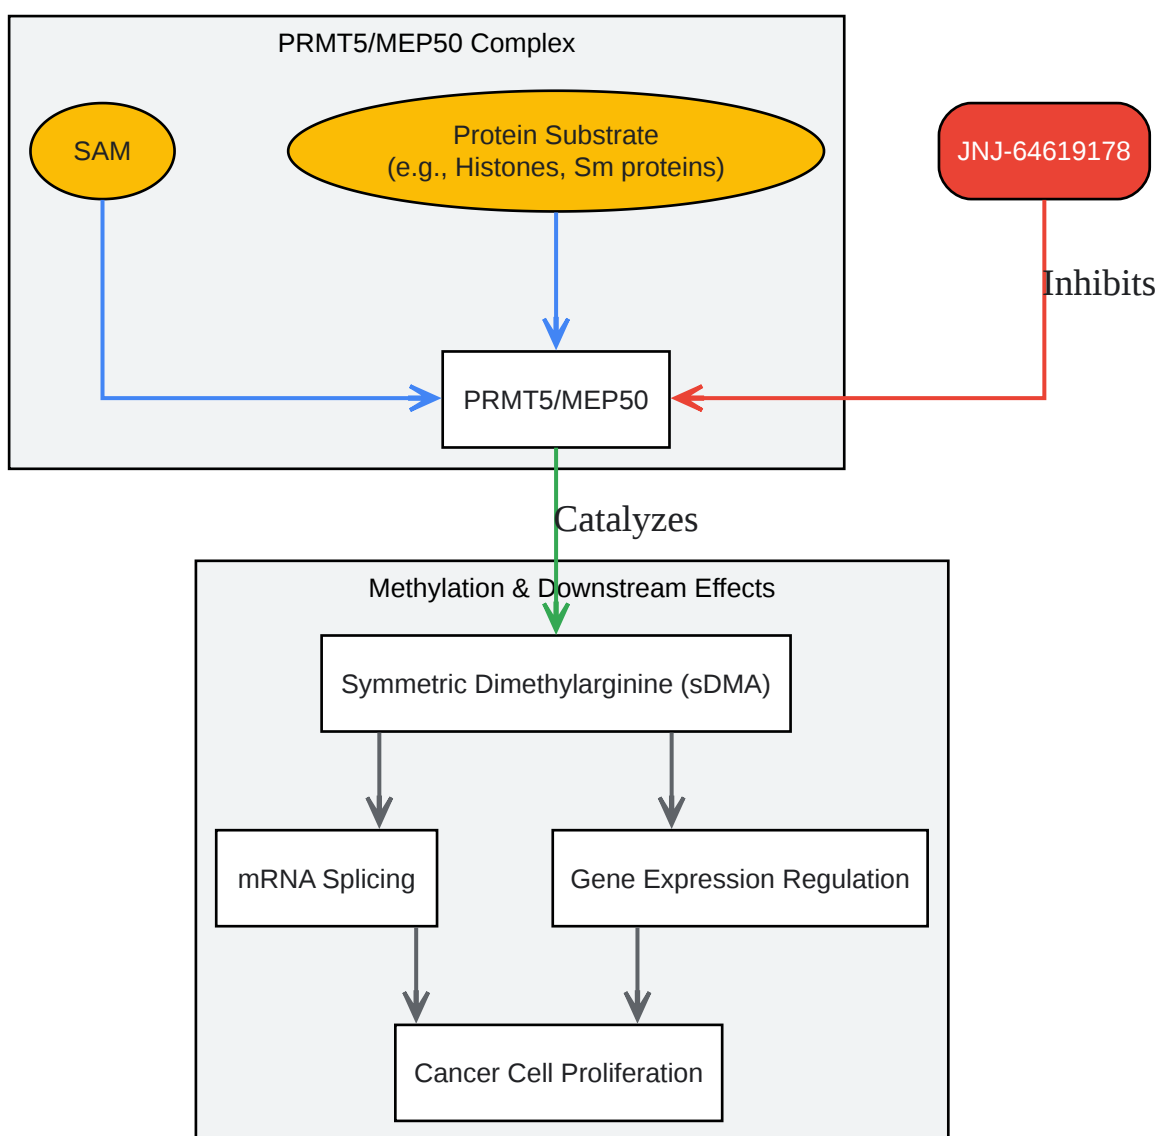 PRMT5/MEP50 Complex
SAM
Protein Substrate
(e.g., Histones, Sm proteins)
JNJ-64619178
Inhibits
PRMT5/MEP50
Catalyzes
Methylation & Downstream Effects
Symmetric Dimethylarginine (sDMA)
mRNA Splicing
Gene Expression Regulation
Cancer Cell Proliferation